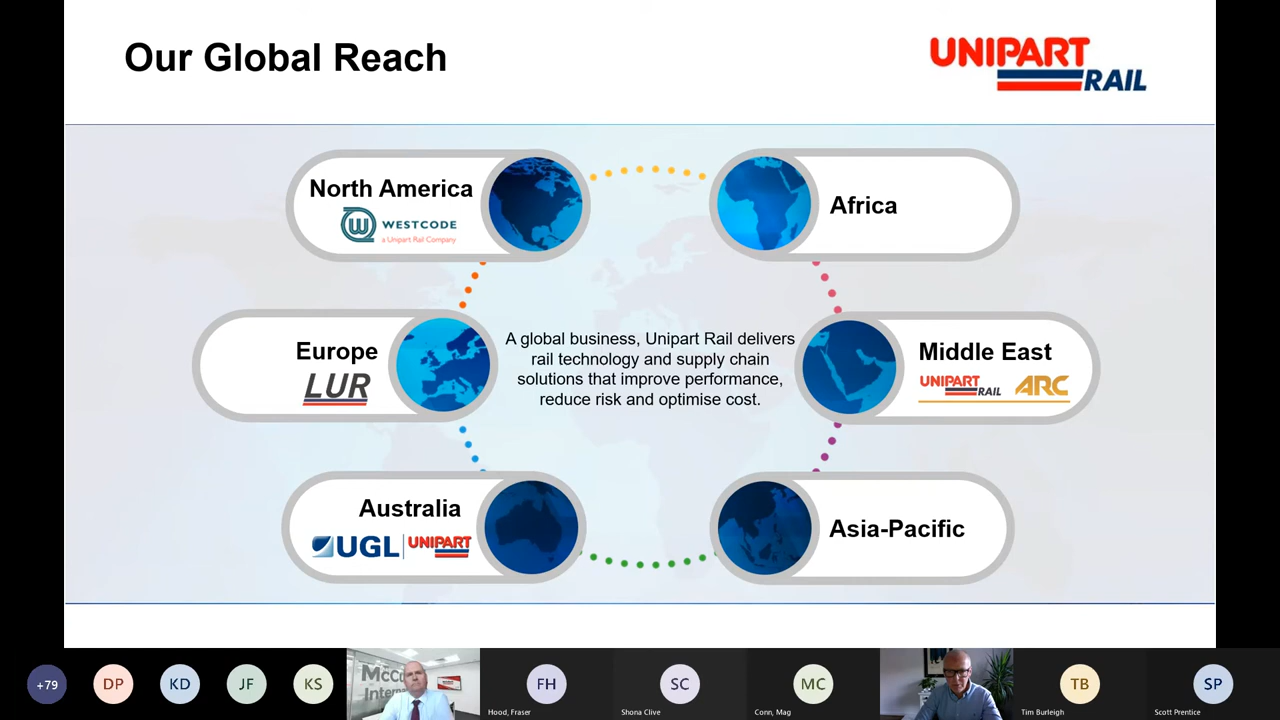 Our Global Reach
UNIPART
RAIL
North America
WESTCODE
a Unipart Rail Company
Africa
Europe
LUR
A global business, Unipart Rail delivers
rail technology and supply chain
solutions that improve performance,
reduce risk and optimise cost.
Middle East
UNIPART
RAIL
ARC
Australia
UGL
UNIPART
Asia-Pacific
+79
DP
KD
JF
KS
FH
SC
MC
TB
SP
Hood, Fraser
Shona Clive
Conn, Mag
Tim Burleigh
Scott Prentice